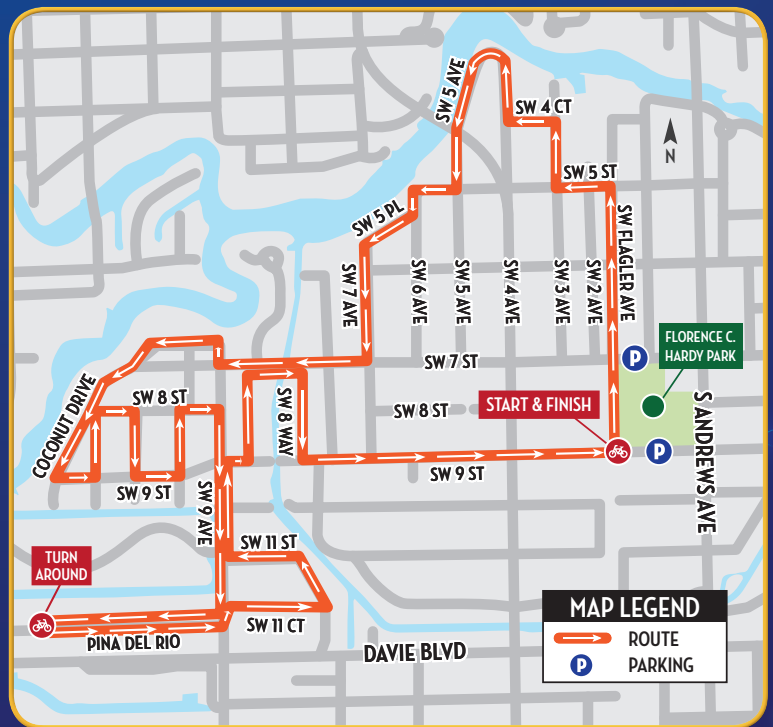 SW 5 AVE
SW 4 CT
N
SW 5 ST
SW 5 PL
SW FLAGLER AVE
SW 7 AVE
SW 6 AVE
SW 5 AVE
SW 4 AVE
SW 3 AVE
SW 2 AVE
FLORENCE C.
HARDY PARK
P
SW 7 ST
COCONUT DRIVE
SW 8 ST
SW 8 WAY
SW 8 ST
START & FINISH
S ANDREWS AVE
P
SW 9 ST
SW 9 ST
SW 9 AVE
SW 11 ST
TURN
AROUND
PINA DEL RIO
SW 11 CT
DAVIE BLVD
MAP LEGEND
ROUTE
P PARKING